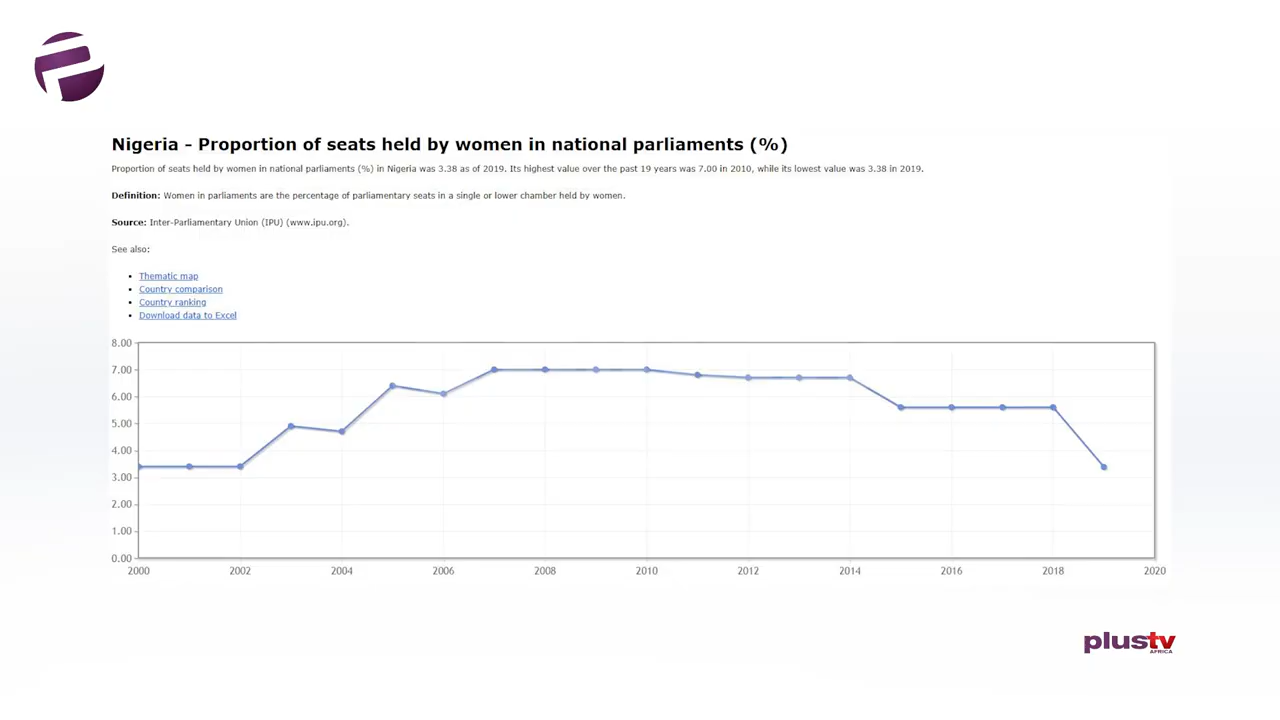 Nigeria - Proportion of seats held by women in national parliaments (%)
Proportion of seats held by women in national parliaments (%) in Nigeria was 3.38 as of 2019. Its highest value over the past 19 years was 7.00 in 2010, while its lowest value was 3.38 in 2019.
Definition: Women in parliaments are the percentage of parliamentary seats in a single or lower chamber held by women.
Source: Inter-Parliamentary Union (IPU) (www.ipu.org).
See also:
Thematic map
Country comparison
Country ranking
Download data to Excel
8.00
7.00
6.00
5.00
4.00
3.00
2.00
1.00
0.00
2000 2002 2004 2006 2008 2010 2012 2014 2016 2018 2020
plustv
AFRICA